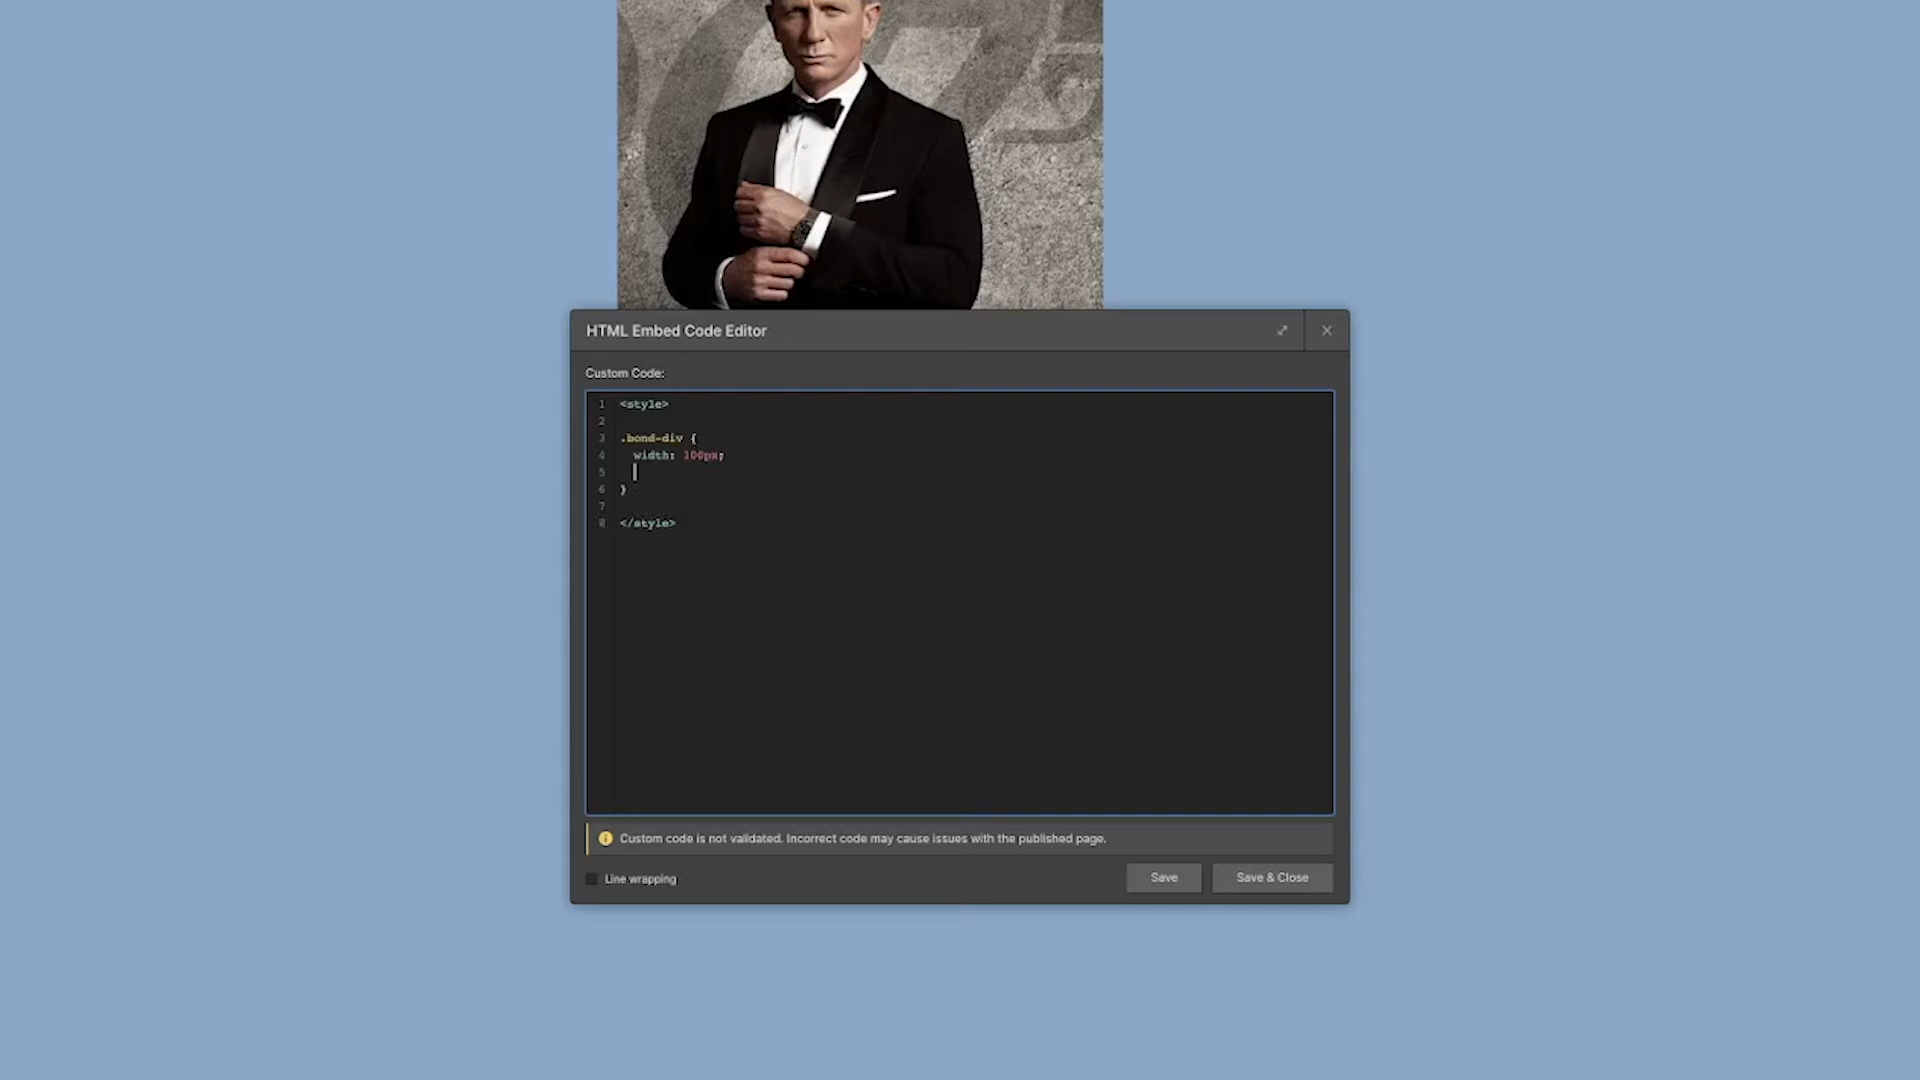 HTML Embed Code Editor
Custom Code:
1 <style>
2
3 .bond-div {
4 width: 100px;
5
6 }
7
8 </style>
Custom code is not validated. Incorrect code may cause issues with the published page.
Line wrapping
Save
Save & Close